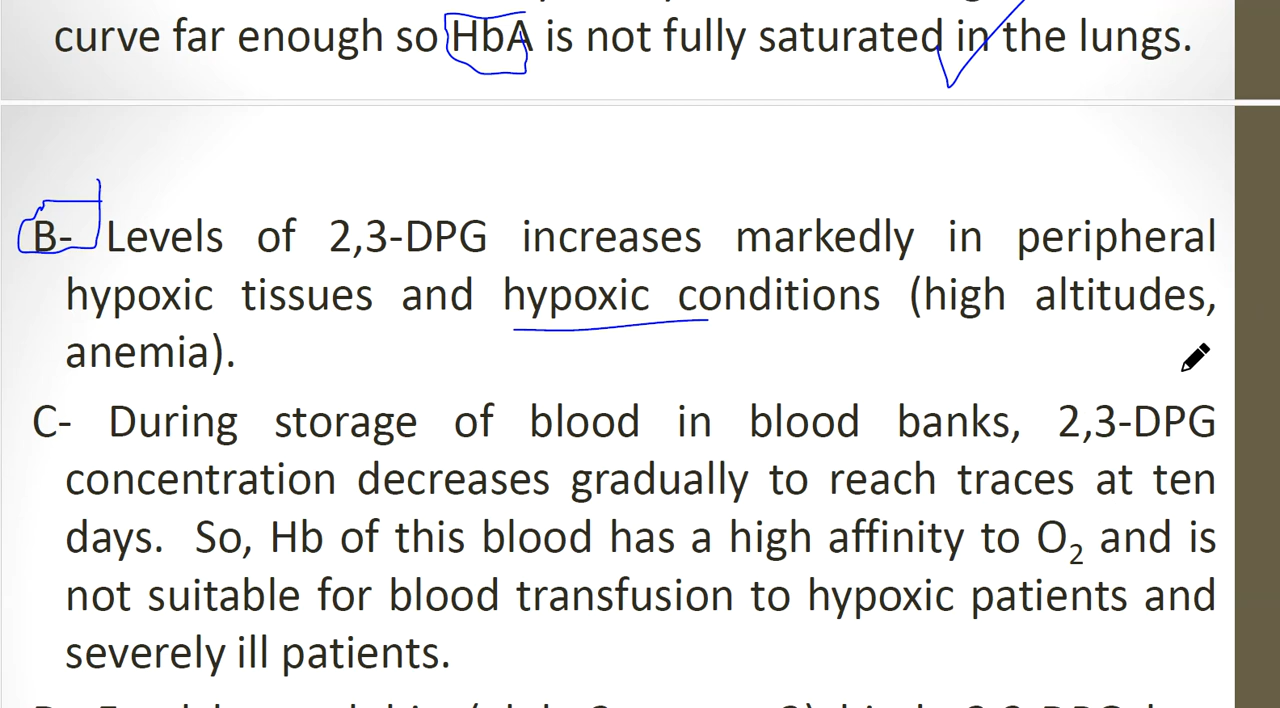 curve far enough so HbA is not fully saturated in the lungs.
B- Levels of 2,3-DPG increases markedly in peripheral
hypoxic tissues and hypoxic conditions (high altitudes,
anemia).
C- During storage of blood in blood banks, 2,3-DPG
concentration decreases gradually to reach traces at ten
days. So, Hb of this blood has a high affinity to O₂ and is
not suitable for blood transfusion to hypoxic patients and
severely ill patients.